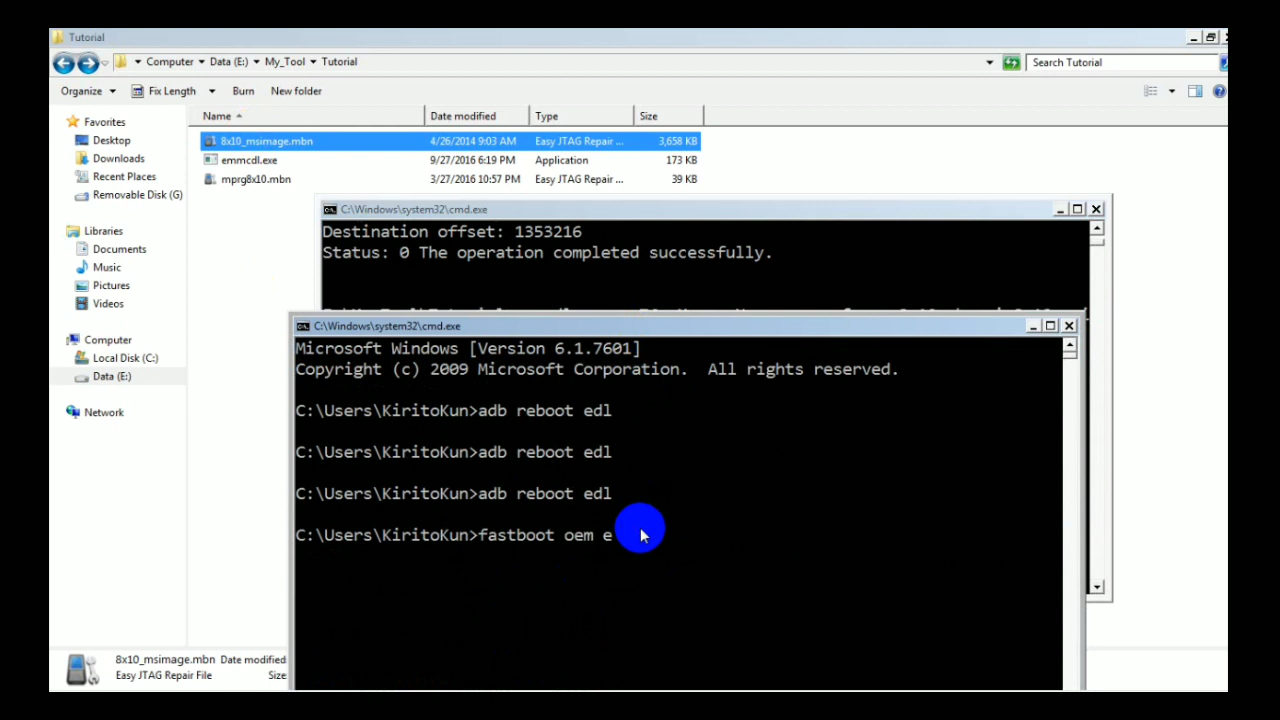 Tutorial
Computer Data (E:) My_Tool Tutorial
Search Tutorial
Organize Fix Length Burn New folder
Favorites
Desktop
Downloads
Recent Places
Removable Disk (G)
Libraries
Documents
Music
Pictures
Videos
Computer
Local Disk (C:)
Data (E:)
Network
Name Date modified Type Size
8x10_msimage.mbn 4/26/2014 9:03 AM Easy JTAG Repair ... 3,658 KB
emmcdl.exe 9/27/2016 6:19 PM Application 173 KB
mprg8x10.mbn 3/27/2016 10:57 PM Easy JTAG Repair ... 39 KB
C:\Windows\system32\cmd.exe
Destination offset: 1353216
Status: 0 The operation completed successfully.
C:\Windows\system32\cmd.exe
Microsoft Windows [Version 6.1.7601]
Copyright (c) 2009 Microsoft Corporation.  All rights reserved.
C:\Users\KiritoKun>adb reboot edl
C:\Users\KiritoKun>adb reboot edl
C:\Users\KiritoKun>adb reboot edl
C:\Users\KiritoKun>fastboot oem e
8x10_msimage.mbn Date modified
Easy JTAG Repair File Size